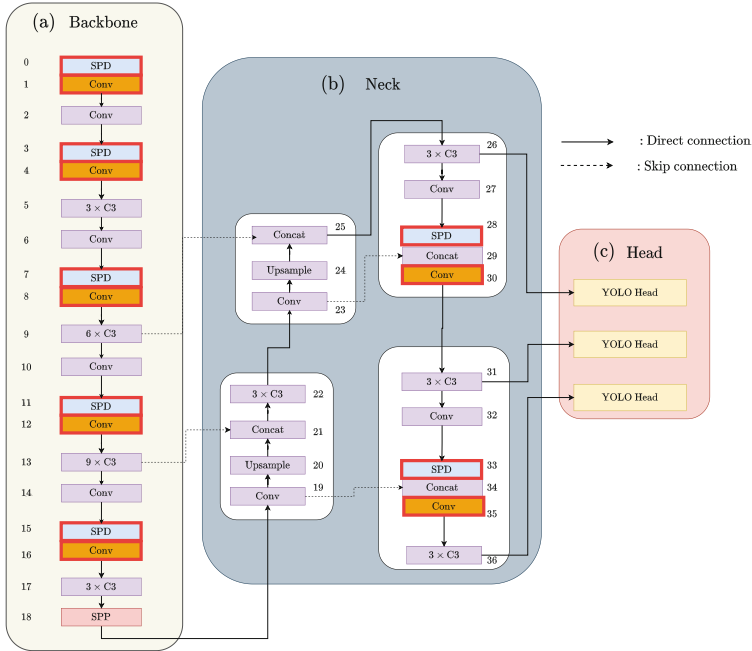 (a) Backbone
0 SPD
1 Conv
2 Conv
3 SPD
4 Conv
5 3 × C3
6 Conv
7 SPD
8 Conv
9 6 × C3
10 Conv
11 SPD
12 Conv
13 9 × C3
14 Conv
15 SPD
16 Conv
17 3 × C3
18 SPP
(b) Neck
Concat 25
Upsample 24
Conv 23
3 × C3 22
Concat 21
Upsample 20
Conv 19
3 × C3 26
Conv 27
SPD 28
Concat 29
Conv 30
3 × C3 31
Conv 32
SPD 33
Concat 34
Conv 35
3 × C3 36
: Direct connection
: Skip connection
(c) Head
YOLO Head
YOLO Head
YOLO Head